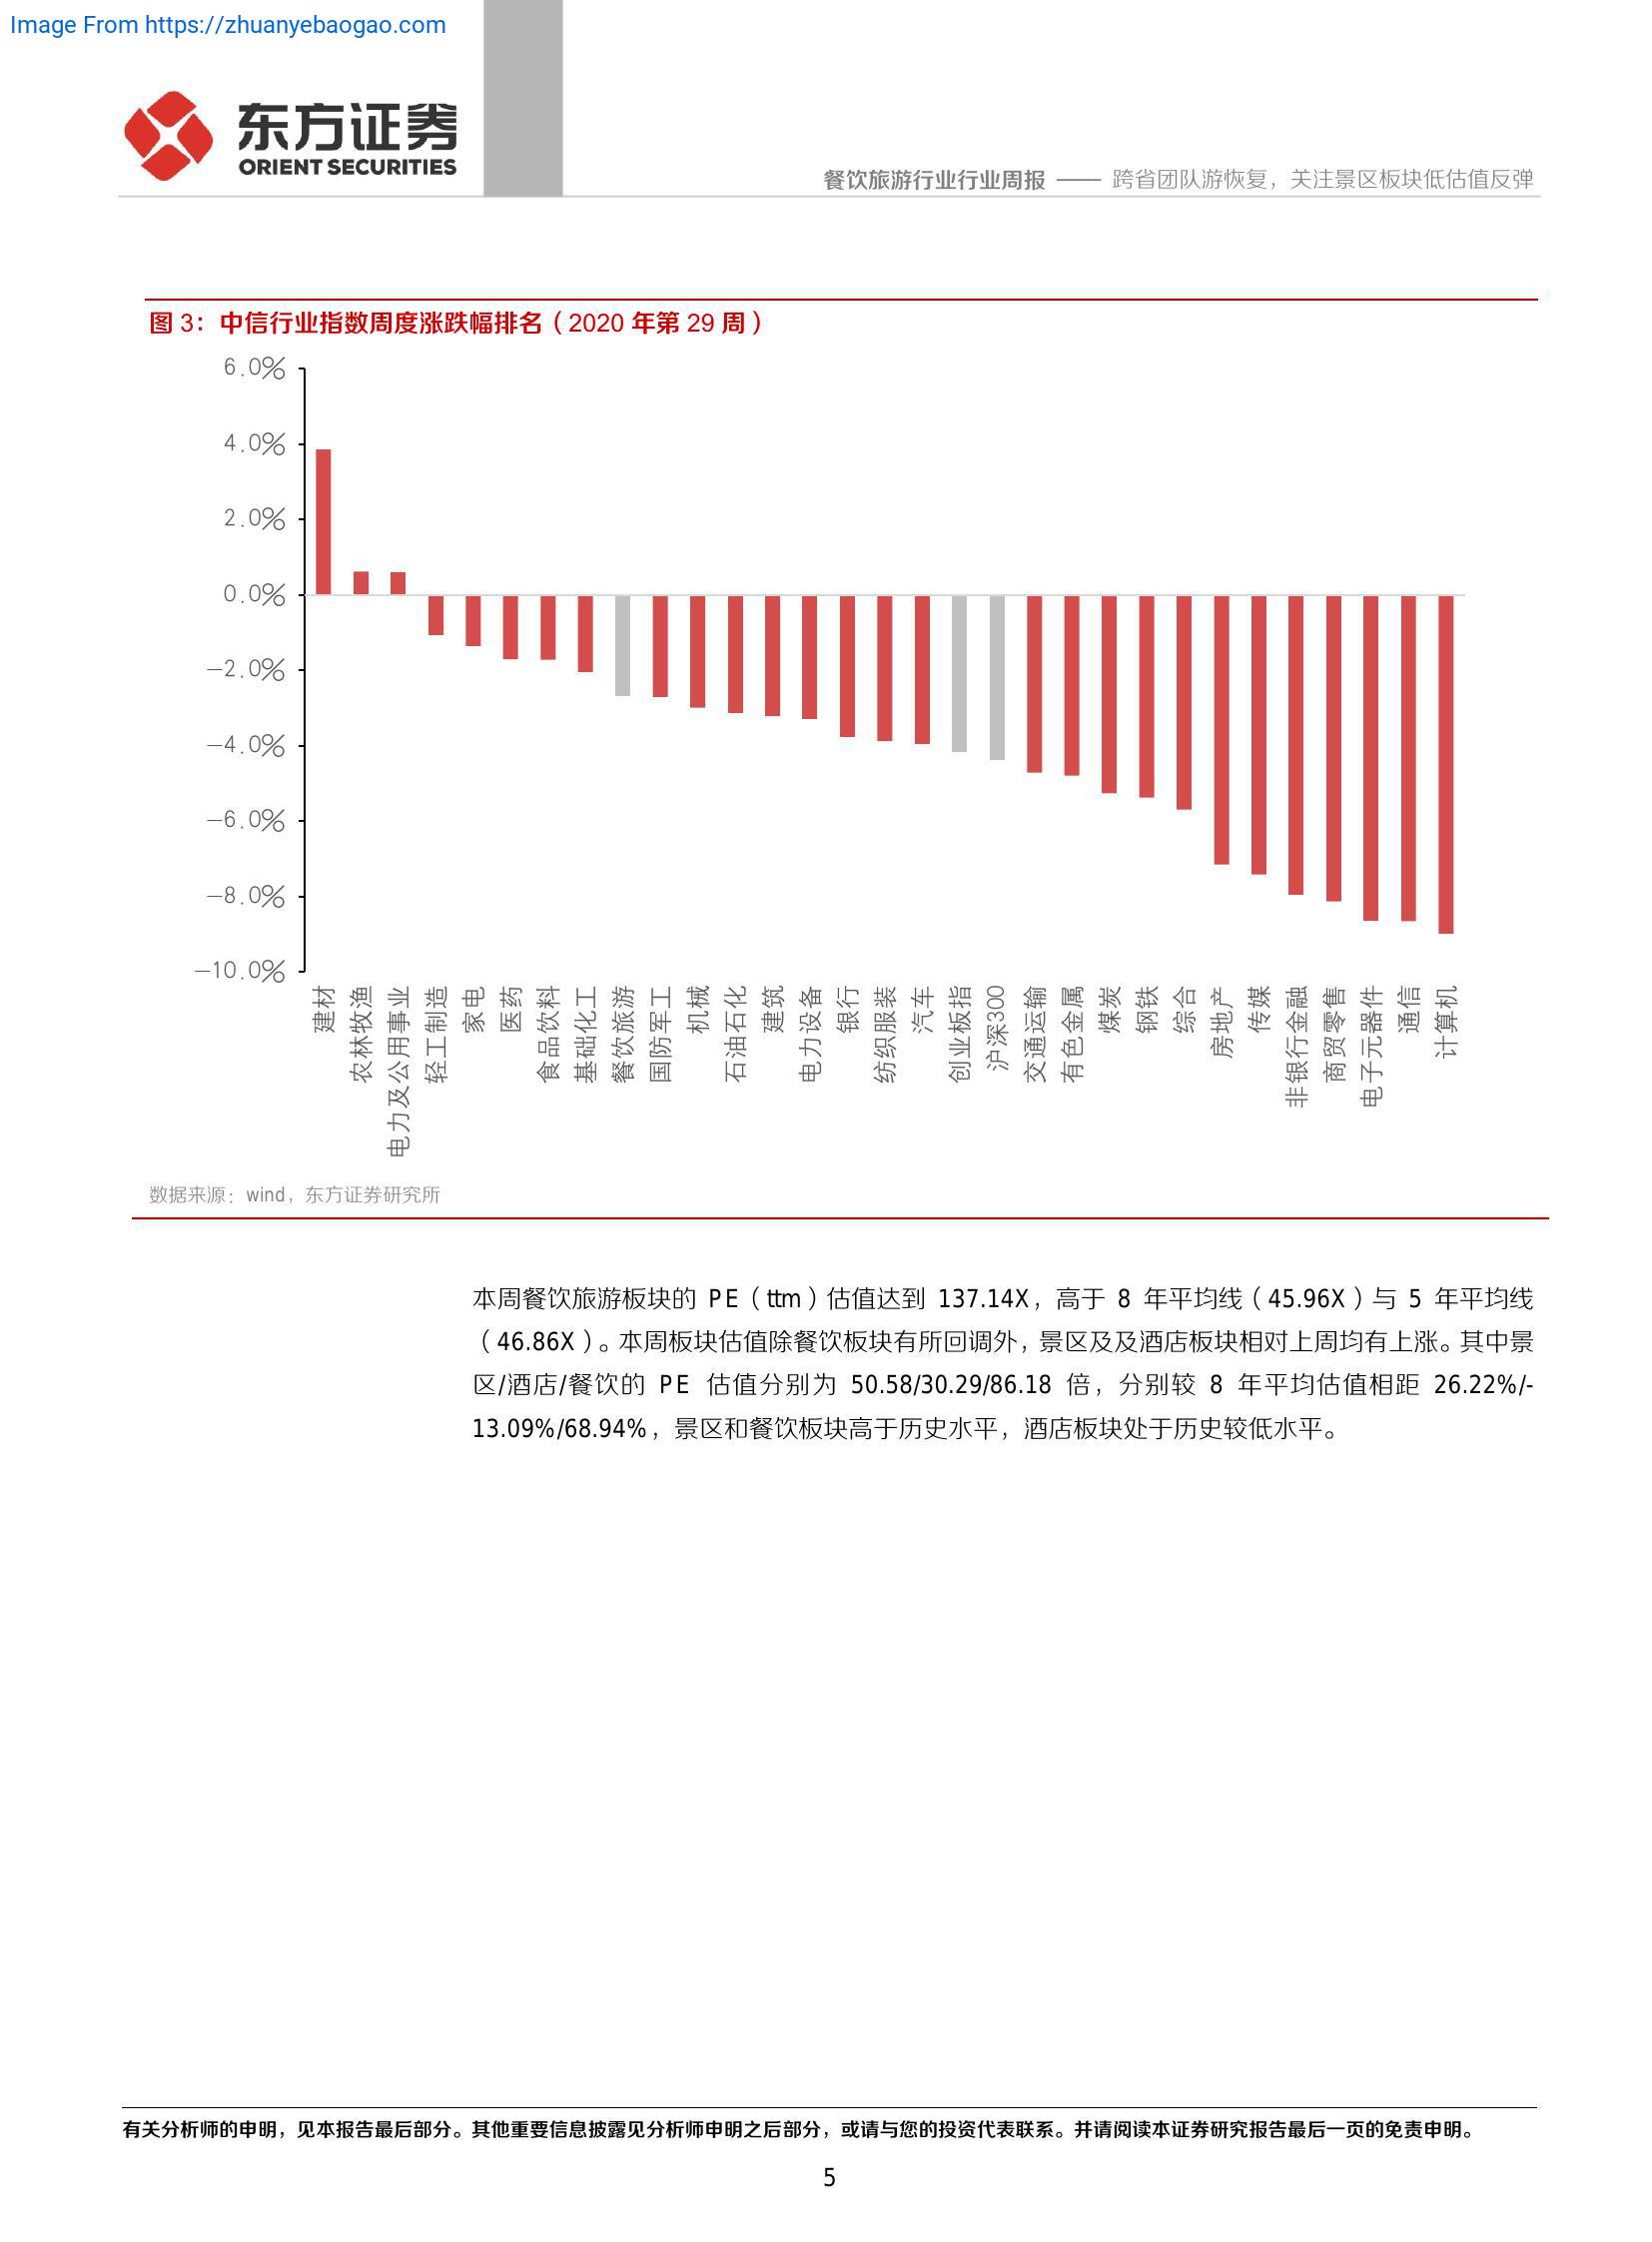 Image From https://zhuanyebaogao.com
东方证券
ORIENT SECURITIES
餐饮旅游行业行业周报 —— 跨省团队游恢复，关注景区板块低估值反弹
图 3：中信行业指数周度涨跌幅排名（2020 年第 29 周）
6.0%
4.0%
2.0%
0.0%
-2.0%
-4.0%
-6.0%
-8.0%
-10.0%
建材
农林牧渔
电力及公用事业
轻工制造
家电
医药
食品饮料
基础化工
餐饮旅游
国防军工
机械
石油石化
建筑
电力设备
银行
纺织服装
汽车
创业板指
沪深300
交通运输
有色金属
煤炭
钢铁
综合
房地产
传媒
非银行金融
商贸零售
电子元器件
通信
计算机
数据来源：wind，东方证券研究所
本周餐饮旅游板块的 PE（ttm）估值达到 137.14X，高于 8 年平均线（45.96X）与 5 年平均线
（46.86X）。本周板块估值除餐饮板块有所回调外，景区及及酒店板块相对上周均有上涨。其中景
区/酒店/餐饮的 PE 估值分别为 50.58/30.29/86.18 倍，分别较 8 年平均估值相距 26.22%/-
13.09%/68.94%，景区和餐饮板块高于历史水平，酒店板块处于历史较低水平。
有关分析师的申明，见本报告最后部分。其他重要信息披露见分析师申明之后部分，或请与您的投资代表联系。并请阅读本证券研究报告最后一页的免责申明。
5